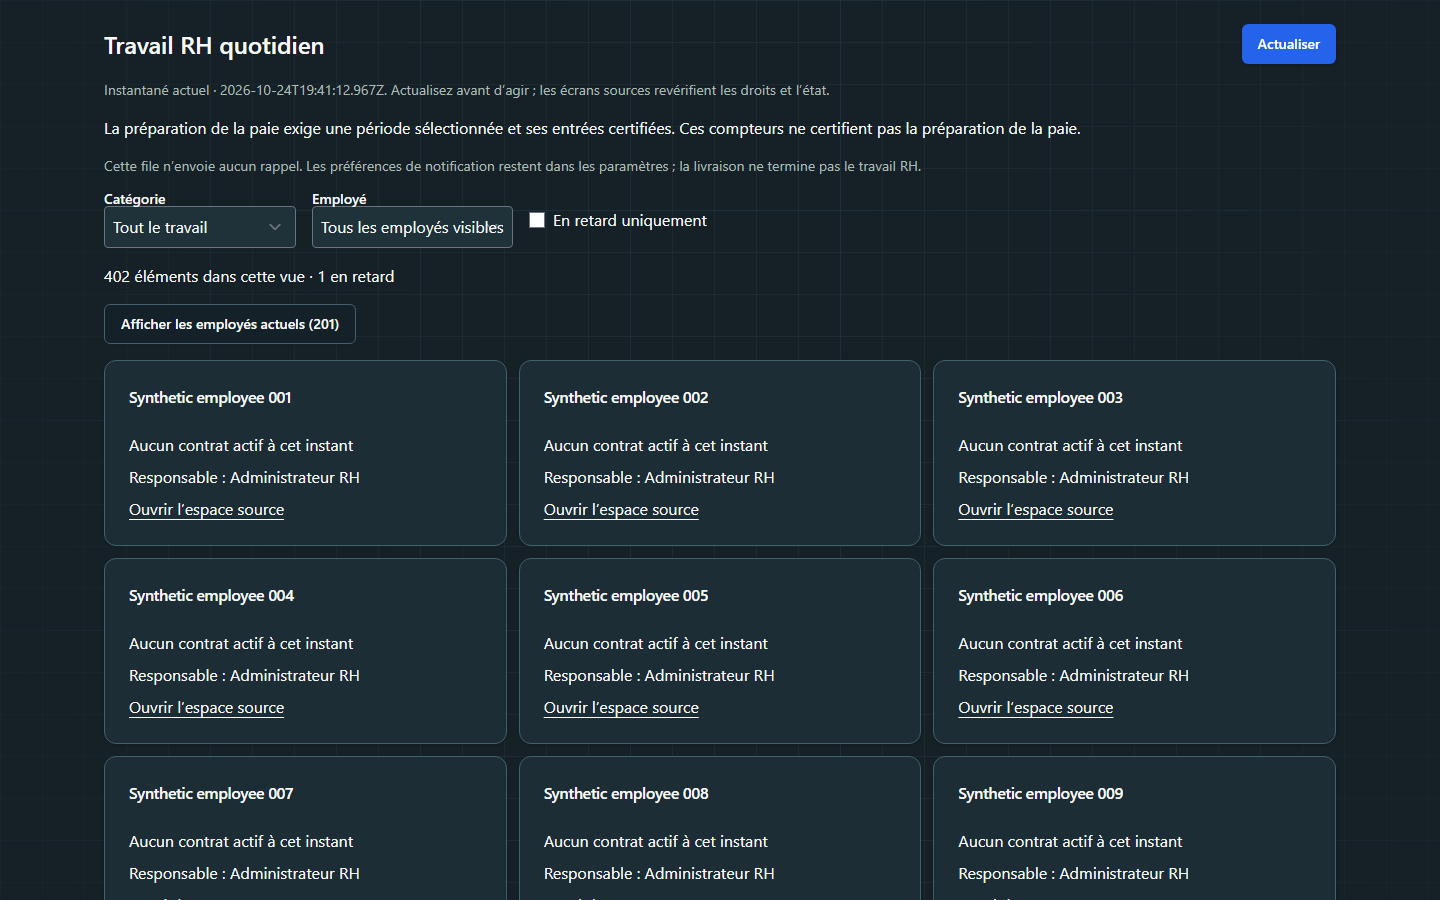 Travail RH quotidien
Actualiser
Instantané actuel · 2026-10-24T19:41:12.967Z. Actualisez avant d’agir ; les écrans sources revérifient les droits et l’état.
La préparation de la paie exige une période sélectionnée et ses entrées certifiées. Ces compteurs ne certifient pas la préparation de la paie.
Cette file n’envoie aucun rappel. Les préférences de notification restent dans les paramètres ; la livraison ne termine pas le travail RH.
Catégorie
Employé
Tout le travail
Tous les employés visibles
En retard uniquement
402 éléments dans cette vue · 1 en retard
Afficher les employés actuels (201)
Synthetic employee 001
Aucun contrat actif à cet instant
Responsable : Administrateur RH
Ouvrir l’espace source
Synthetic employee 002
Aucun contrat actif à cet instant
Responsable : Administrateur RH
Ouvrir l’espace source
Synthetic employee 003
Aucun contrat actif à cet instant
Responsable : Administrateur RH
Ouvrir l’espace source
Synthetic employee 004
Aucun contrat actif à cet instant
Responsable : Administrateur RH
Ouvrir l’espace source
Synthetic employee 005
Aucun contrat actif à cet instant
Responsable : Administrateur RH
Ouvrir l’espace source
Synthetic employee 006
Aucun contrat actif à cet instant
Responsable : Administrateur RH
Ouvrir l’espace source
Synthetic employee 007
Aucun contrat actif à cet instant
Responsable : Administrateur RH
Synthetic employee 008
Aucun contrat actif à cet instant
Responsable : Administrateur RH
Synthetic employee 009
Aucun contrat actif à cet instant
Responsable : Administrateur RH